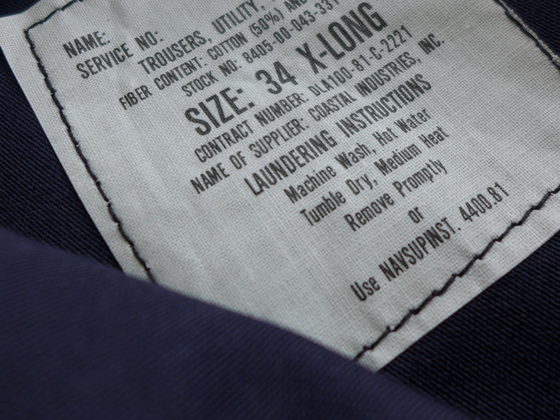 NAME:
SERVICE NO:
TROUSERS, UTILITY,
FIBER CONTENT: COTTON (50%) AND
STOCK NO: 8405-00-043-331
SIZE: 34 X-LONG
CONTRACT NUMBER: DLA100-81-C-2221
NAME OF SUPPLIER: COASTAL INDUSTRIES, INC.
LAUNDERING INSTRUCTIONS
Machine Wash, Hot Water
Tumble Dry, Medium Heat
Remove Promptly
or
Use NAVSUPINST. 4400.81